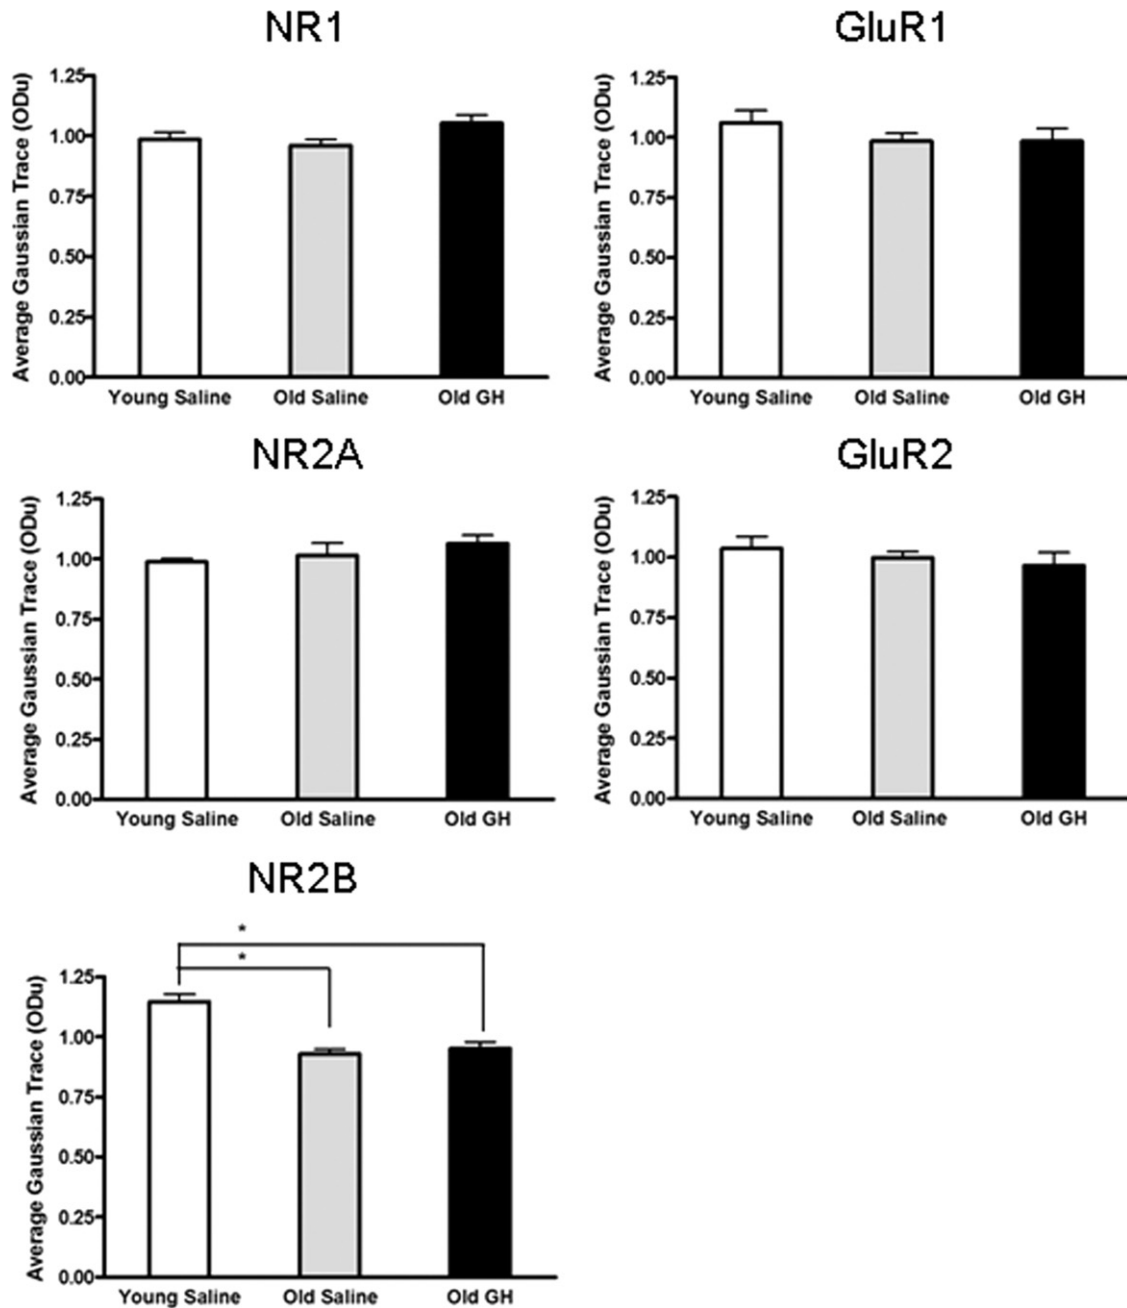 NR1
Average Gaussian Trace (ODu)
1.25
1.00
0.75
0.50
0.25
0.00
Young Saline Old Saline Old GH
GluR1
Average Gaussian Trace (ODu)
1.25
1.00
0.75
0.50
0.25
0.00
Young Saline Old Saline Old GH
NR2A
Average Gaussian Trace (ODu)
1.25
1.00
0.75
0.50
0.25
0.00
Young Saline Old Saline Old GH
GluR2
Average Gaussian Trace (ODu)
1.25
1.00
0.75
0.50
0.25
0.00
Young Saline Old Saline Old GH
NR2B
*
*
Average Gaussian Trace (ODu)
1.25
1.00
0.75
0.50
0.25
0.00
Young Saline Old Saline Old GH